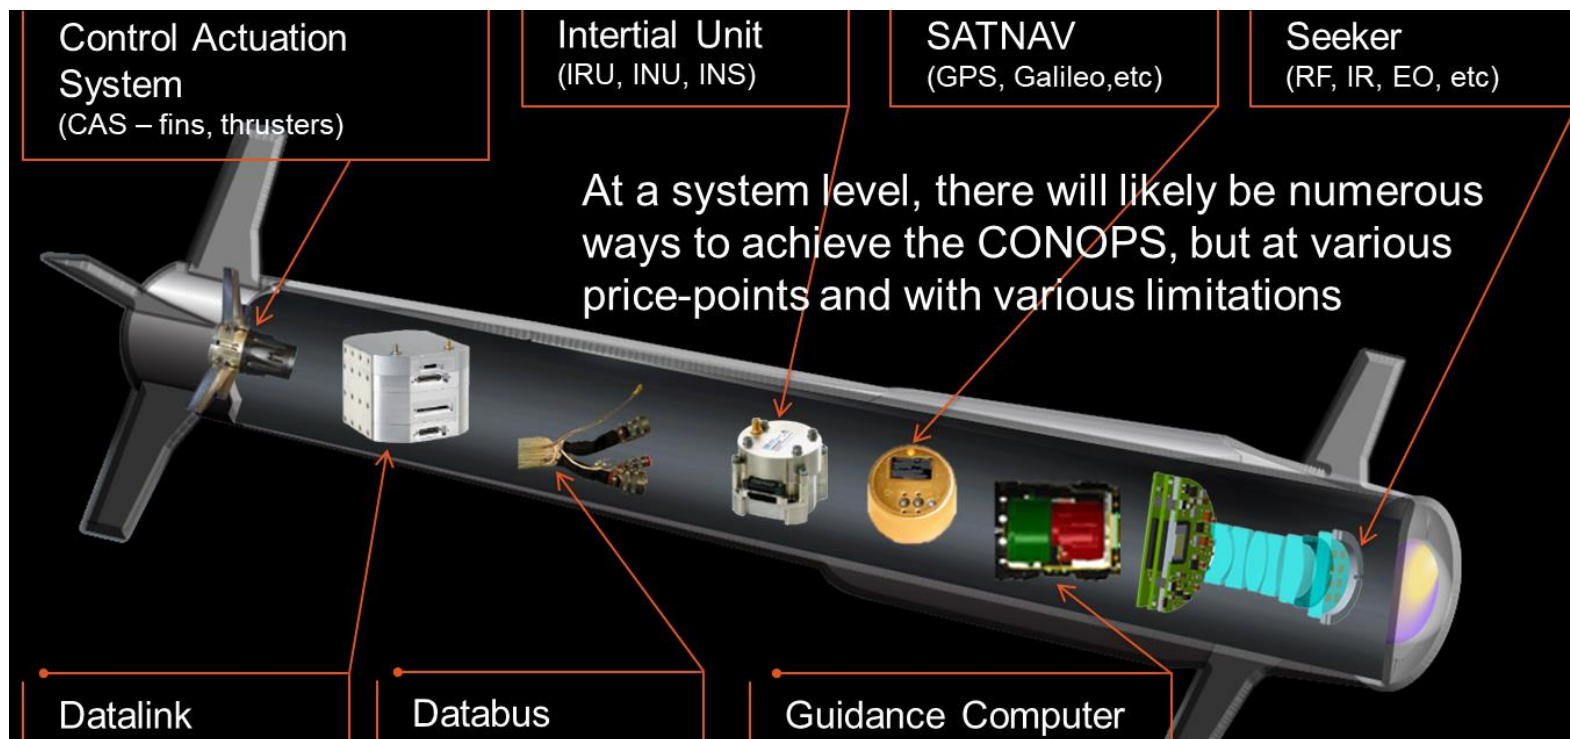 Control Actuation
System
(CAS – fins, thrusters)
Intertial Unit
(IRU, INU, INS)
SATNAV
(GPS, Galileo,etc)
Seeker
(RF, IR, EO, etc)
At a system level, there will likely be numerous
ways to achieve the CONOPS, but at various
price-points and with various limitations
Datalink
Databus
Guidance Computer